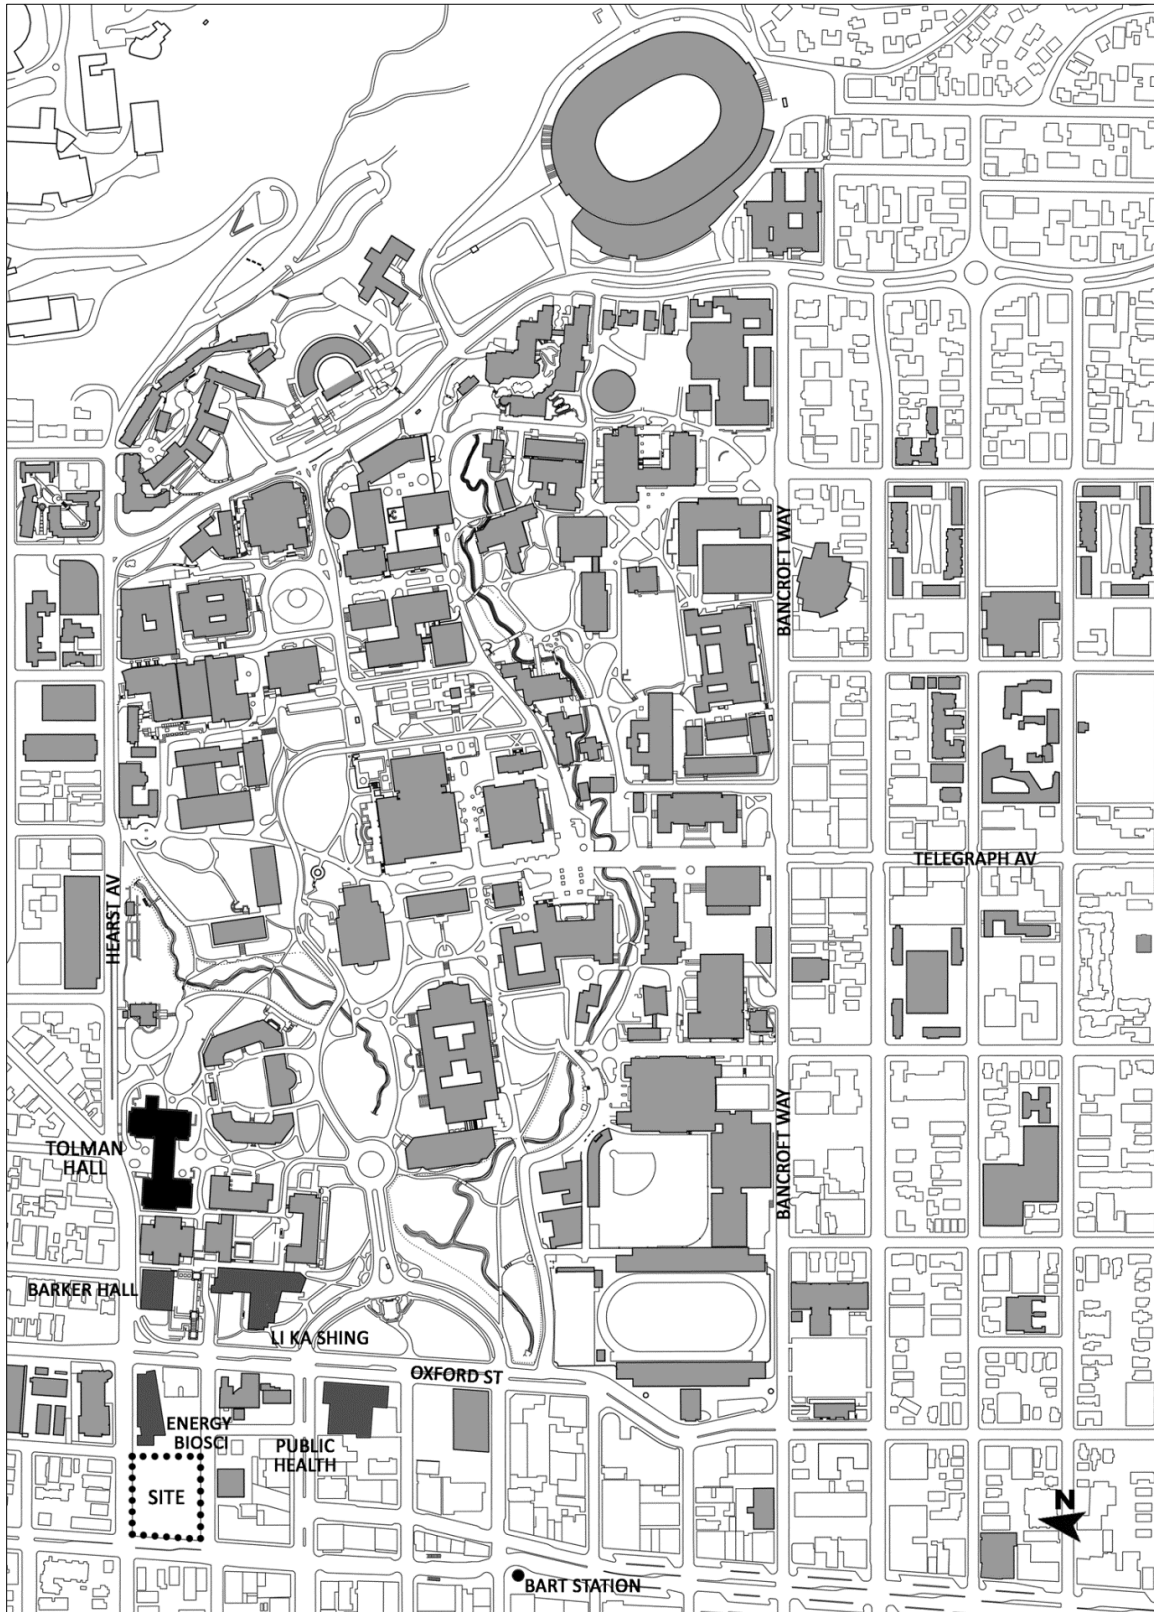 BANCROFT WAY
TELEGRAPH AV
HEARST AV
TOLMAN
HALL
BANCROFT WAY
BARKER HALL
LI KA SHING
OXFORD ST
ENERGY
BIOSCI
PUBLIC
HEALTH
SITE
N
BART STATION